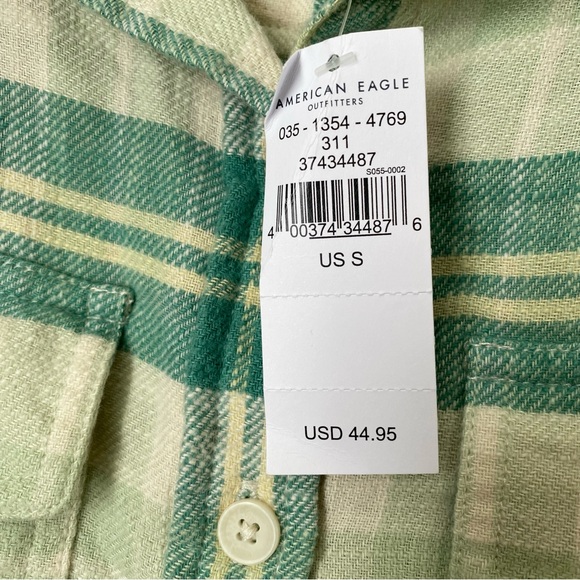 AMERICAN EAGLE
OUTFITTERS
035 - 1354 - 4769
311
37434487
S055-0002
4 00374 34487 6
US S
USD 44.95